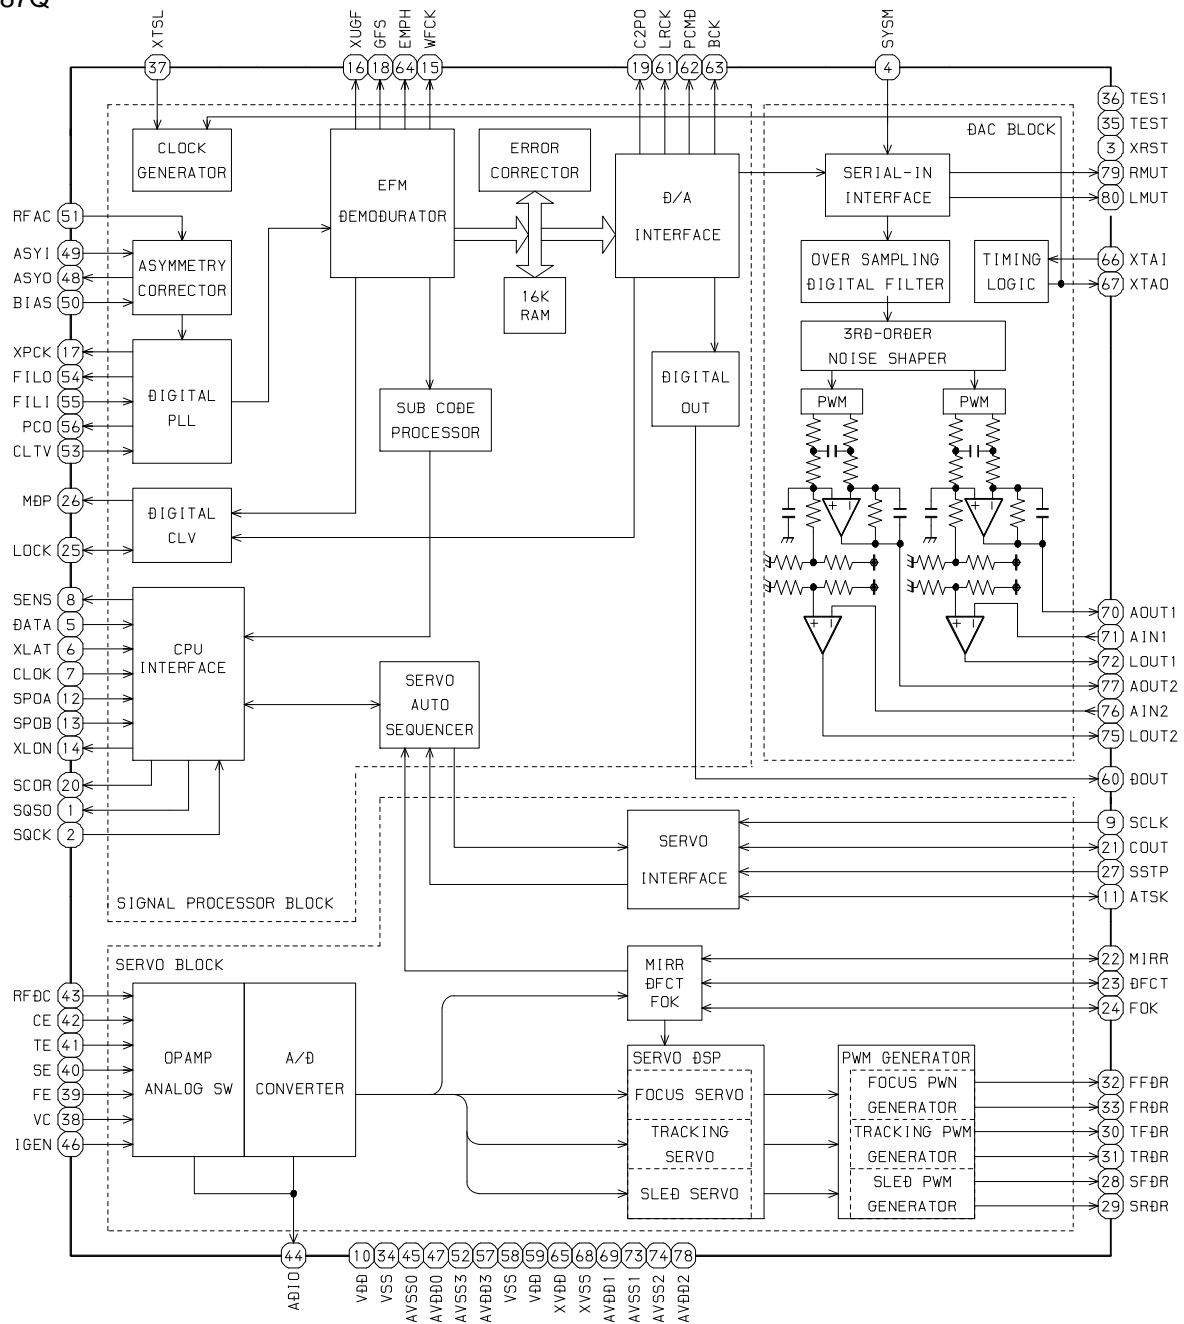 87Q
XTSL
XUGF
GFS
EMPH
WFCK
C2PO
LRCK
PCMD
BCK
SYSM
37
16
18
64
15
19
61
62
63
4
36 TES1
35 TEST
3 XRST
79 RMUT
80 LMUT
66 XTAI
67 XTAO
DAC BLOCK
CLOCK
GENERATOR
EFM
DEMODURATOR
ERROR
CORRECTOR
16K
RAM
D/A
INTERFACE
SERIAL-IN
INTERFACE
OVER SAMPLING
DIGITAL FILTER
TIMING
LOGIC
3RD-ORDER
NOISE SHAPER
PWM
PWM
+ −
+ −
+ −
+ −
RFAC 51
ASYI 49
ASYO 48
BIAS 50
ASYMMETRY
CORRECTOR
XPCK 17
FILO 54
FILI 55
PCO 56
CLTV 53
DIGITAL
PLL
SUB CODE
PROCESSOR
DIGITAL
OUT
MDP 26
LOCK 25
DIGITAL
CLV
SENS 8
DATA 5
XLAT 6
CLOK 7
SPOA 12
SPOB 13
XLON 14
SCOR 20
SQSO 1
SQCK 2
CPU
INTERFACE
SERVO
AUTO
SEQUENCER
70 AOUT1
71 AIN1
72 LOUT1
77 AOUT2
76 AIN2
75 LOUT2
60 DOUT
9 SCLK
21 COUT
27 SSTP
11 ATSK
SERVO
INTERFACE
SIGNAL PROCESSOR BLOCK
SERVO BLOCK
MIRR
DFCT
FOK
22 MIRR
23 DFCT
24 FOK
RFDC 43
CE 42
TE 41
SE 40
FE 39
VC 38
IGEN 46
OPAMP
ANALOG SW
A/D
CONVERTER
SERVO DSP
FOCUS SERVO
TRACKING
SERVO
SLED SERVO
PWM GENERATOR
FOCUS PWN
GENERATOR
TRACKING PWM
GENERATOR
SLED PWM
GENERATOR
32 FFDR
33 FRDR
30 TFDR
31 TRDR
28 SFDR
29 SRDR
44
10
34
45
47
52
57
58
59
65
68
69
73
74
78
ADIO
VDD
VSS
AVSS0
AVDD0
AVSS3
AVDD3
VSS
VDD
XVDD
XVSS
AVDD1
AVSS1
AVSS2
AVDD2